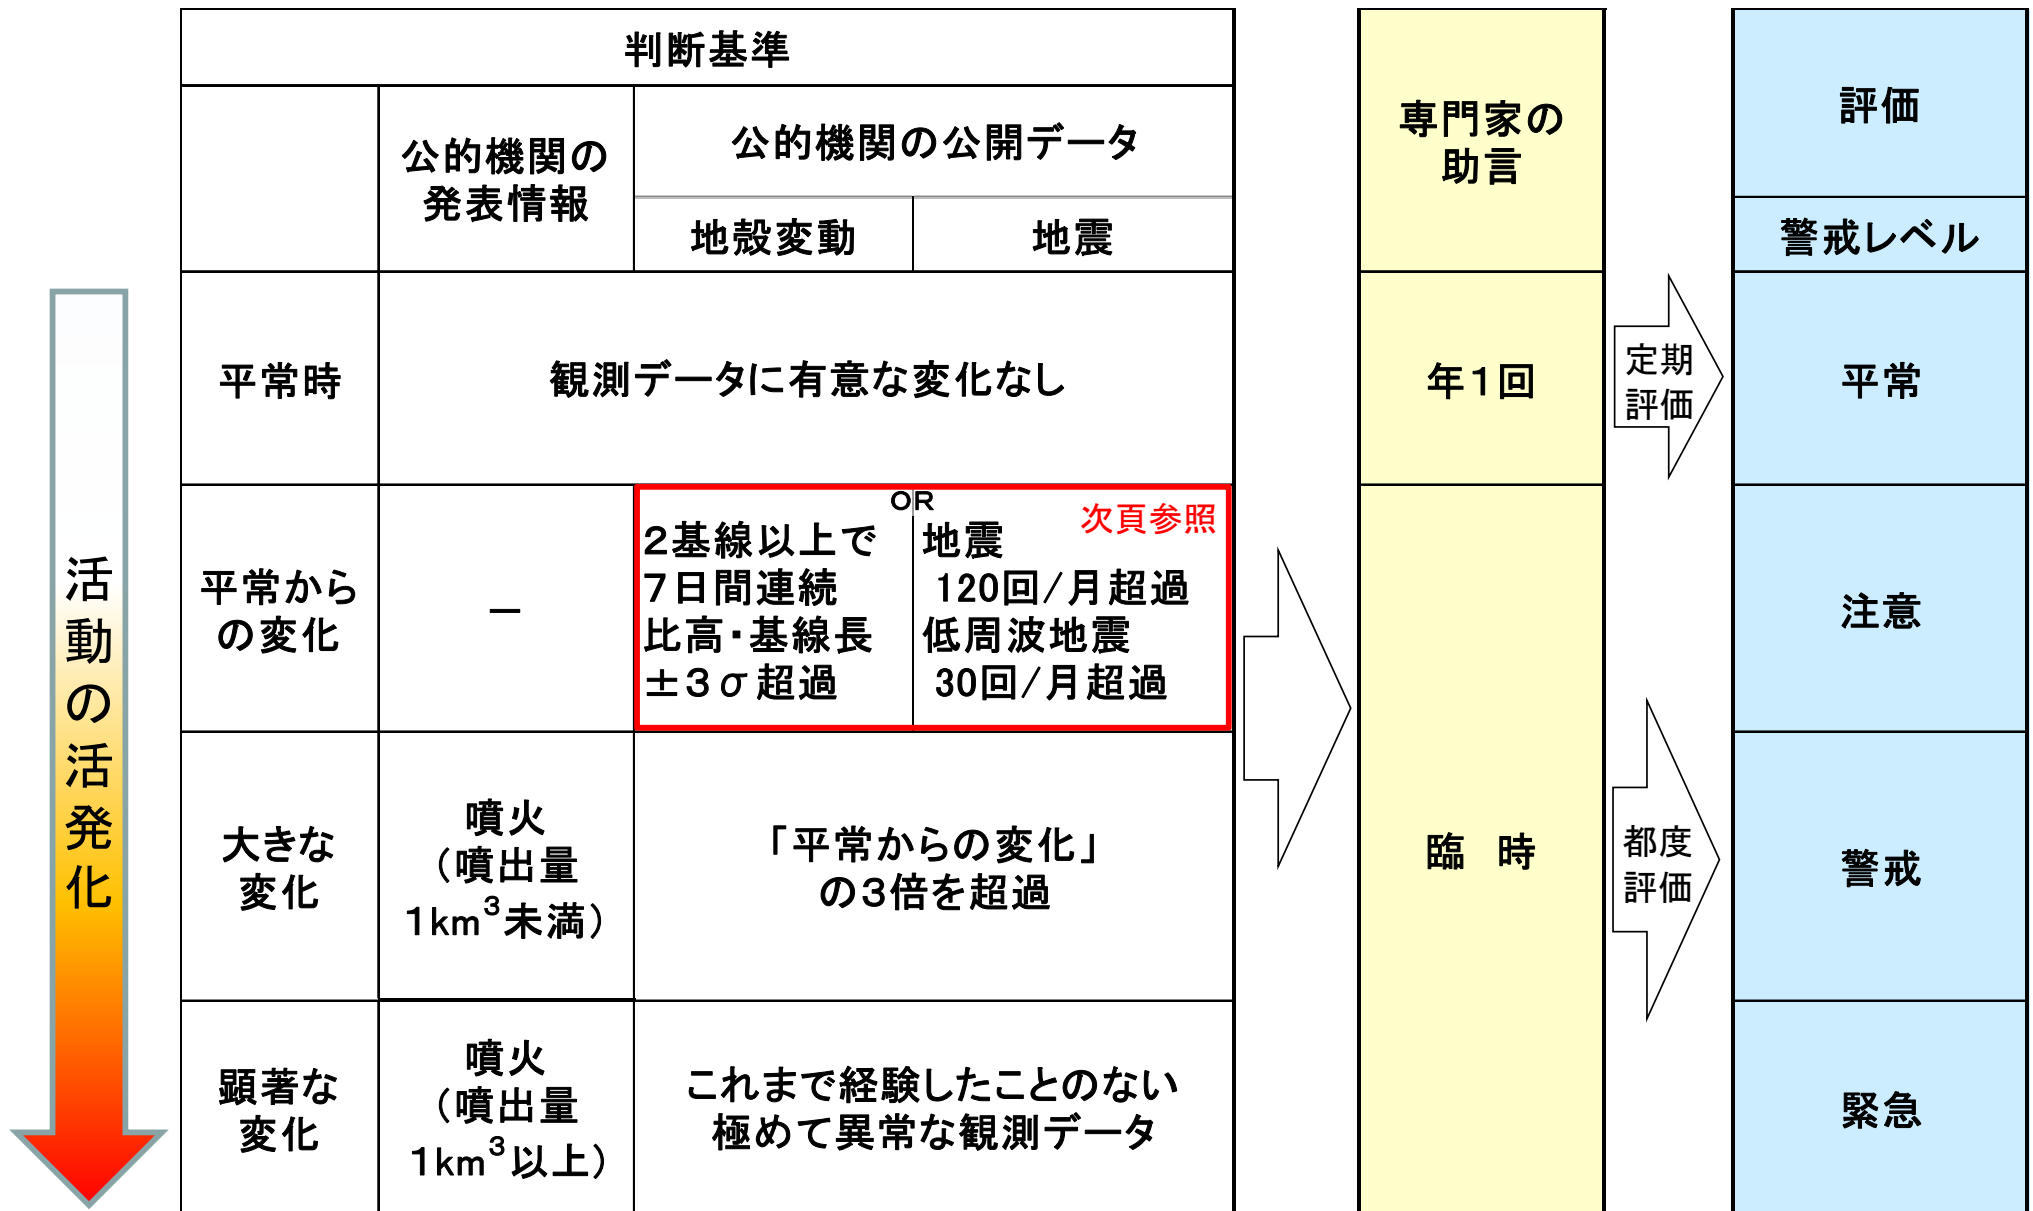 判断基準
公的機関の
発表情報
公的機関の公開データ
地殻変動
地震
専門家の
助言
評価
警戒レベル
活動の活発化
平常時
観測データに有意な変化なし
年1回
定期
評価
平常
平常から
の変化
－
OR
2基線以上で
7日間連続
比高・基線長
±3σ超過
次頁参照
地震
120回/月超過
低周波地震
30回/月超過
注意
大きな
変化
噴火
（噴出量
1km³未満）
「平常からの変化」
の3倍を超過
臨　時
都度
評価
警戒
顕著な
変化
噴火
（噴出量
1km³以上）
これまで経験したことのない
極めて異常な観測データ
緊急